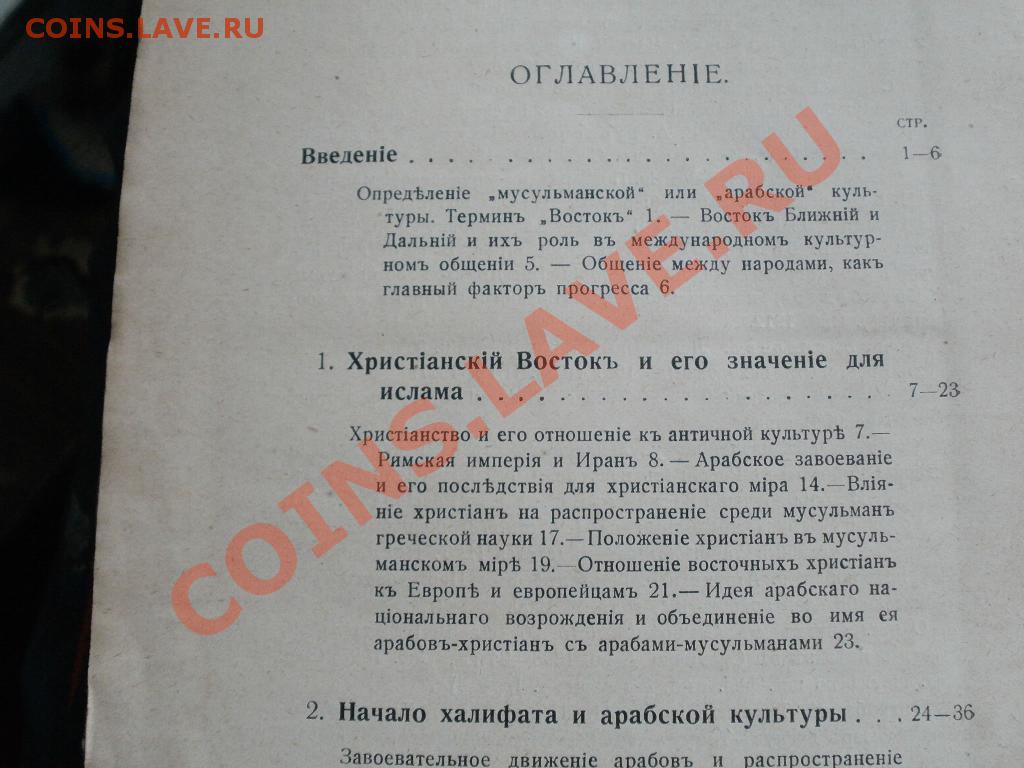 COINS.LAVE.RU
ОГЛАВЛЕНІЕ.
СТР.
Введеніе . . . . . . . . . . . . . . . . . . . . 1—6
Опредѣленіе „мусульманской“ или „арабской“ куль-
туры. Терминъ „Востокъ“ 1. — Востокъ Ближній и
Дальній и ихъ роль въ международномъ культур-
номъ общеніи 5. — Общеніе между народами, какъ
главный факторъ прогресса 6.
1. Христіанскій Востокъ и его значеніе для
ислама . . . . . . . . . . . . . . . . . . . 7—23
Христіанство и его отношеніе къ античной культурѣ 7.—
Римская имперія и Иранъ 8. — Арабское завоеваніе
и его послѣдствія для христіанскаго міра 14.—Влія-
ніе христіанъ на распространеніе среди мусульманъ
греческой науки 17.—Положеніе христіанъ въ мусуль-
манскомъ мірѣ 19.—Отношеніе восточныхъ христіанъ
къ Европѣ и европейцамъ 21.— Идея арабскаго на-
ціональнаго возрожденія и объединеніе во имя ея
арабовъ-христіанъ съ арабами-мусульманами 23.
2. Начало халифата и арабской культуры . . . 24—36
Завоевательное движеніе арабовъ и распространеніе
COINS.LAVE.RU
COINS.LAVE.RU